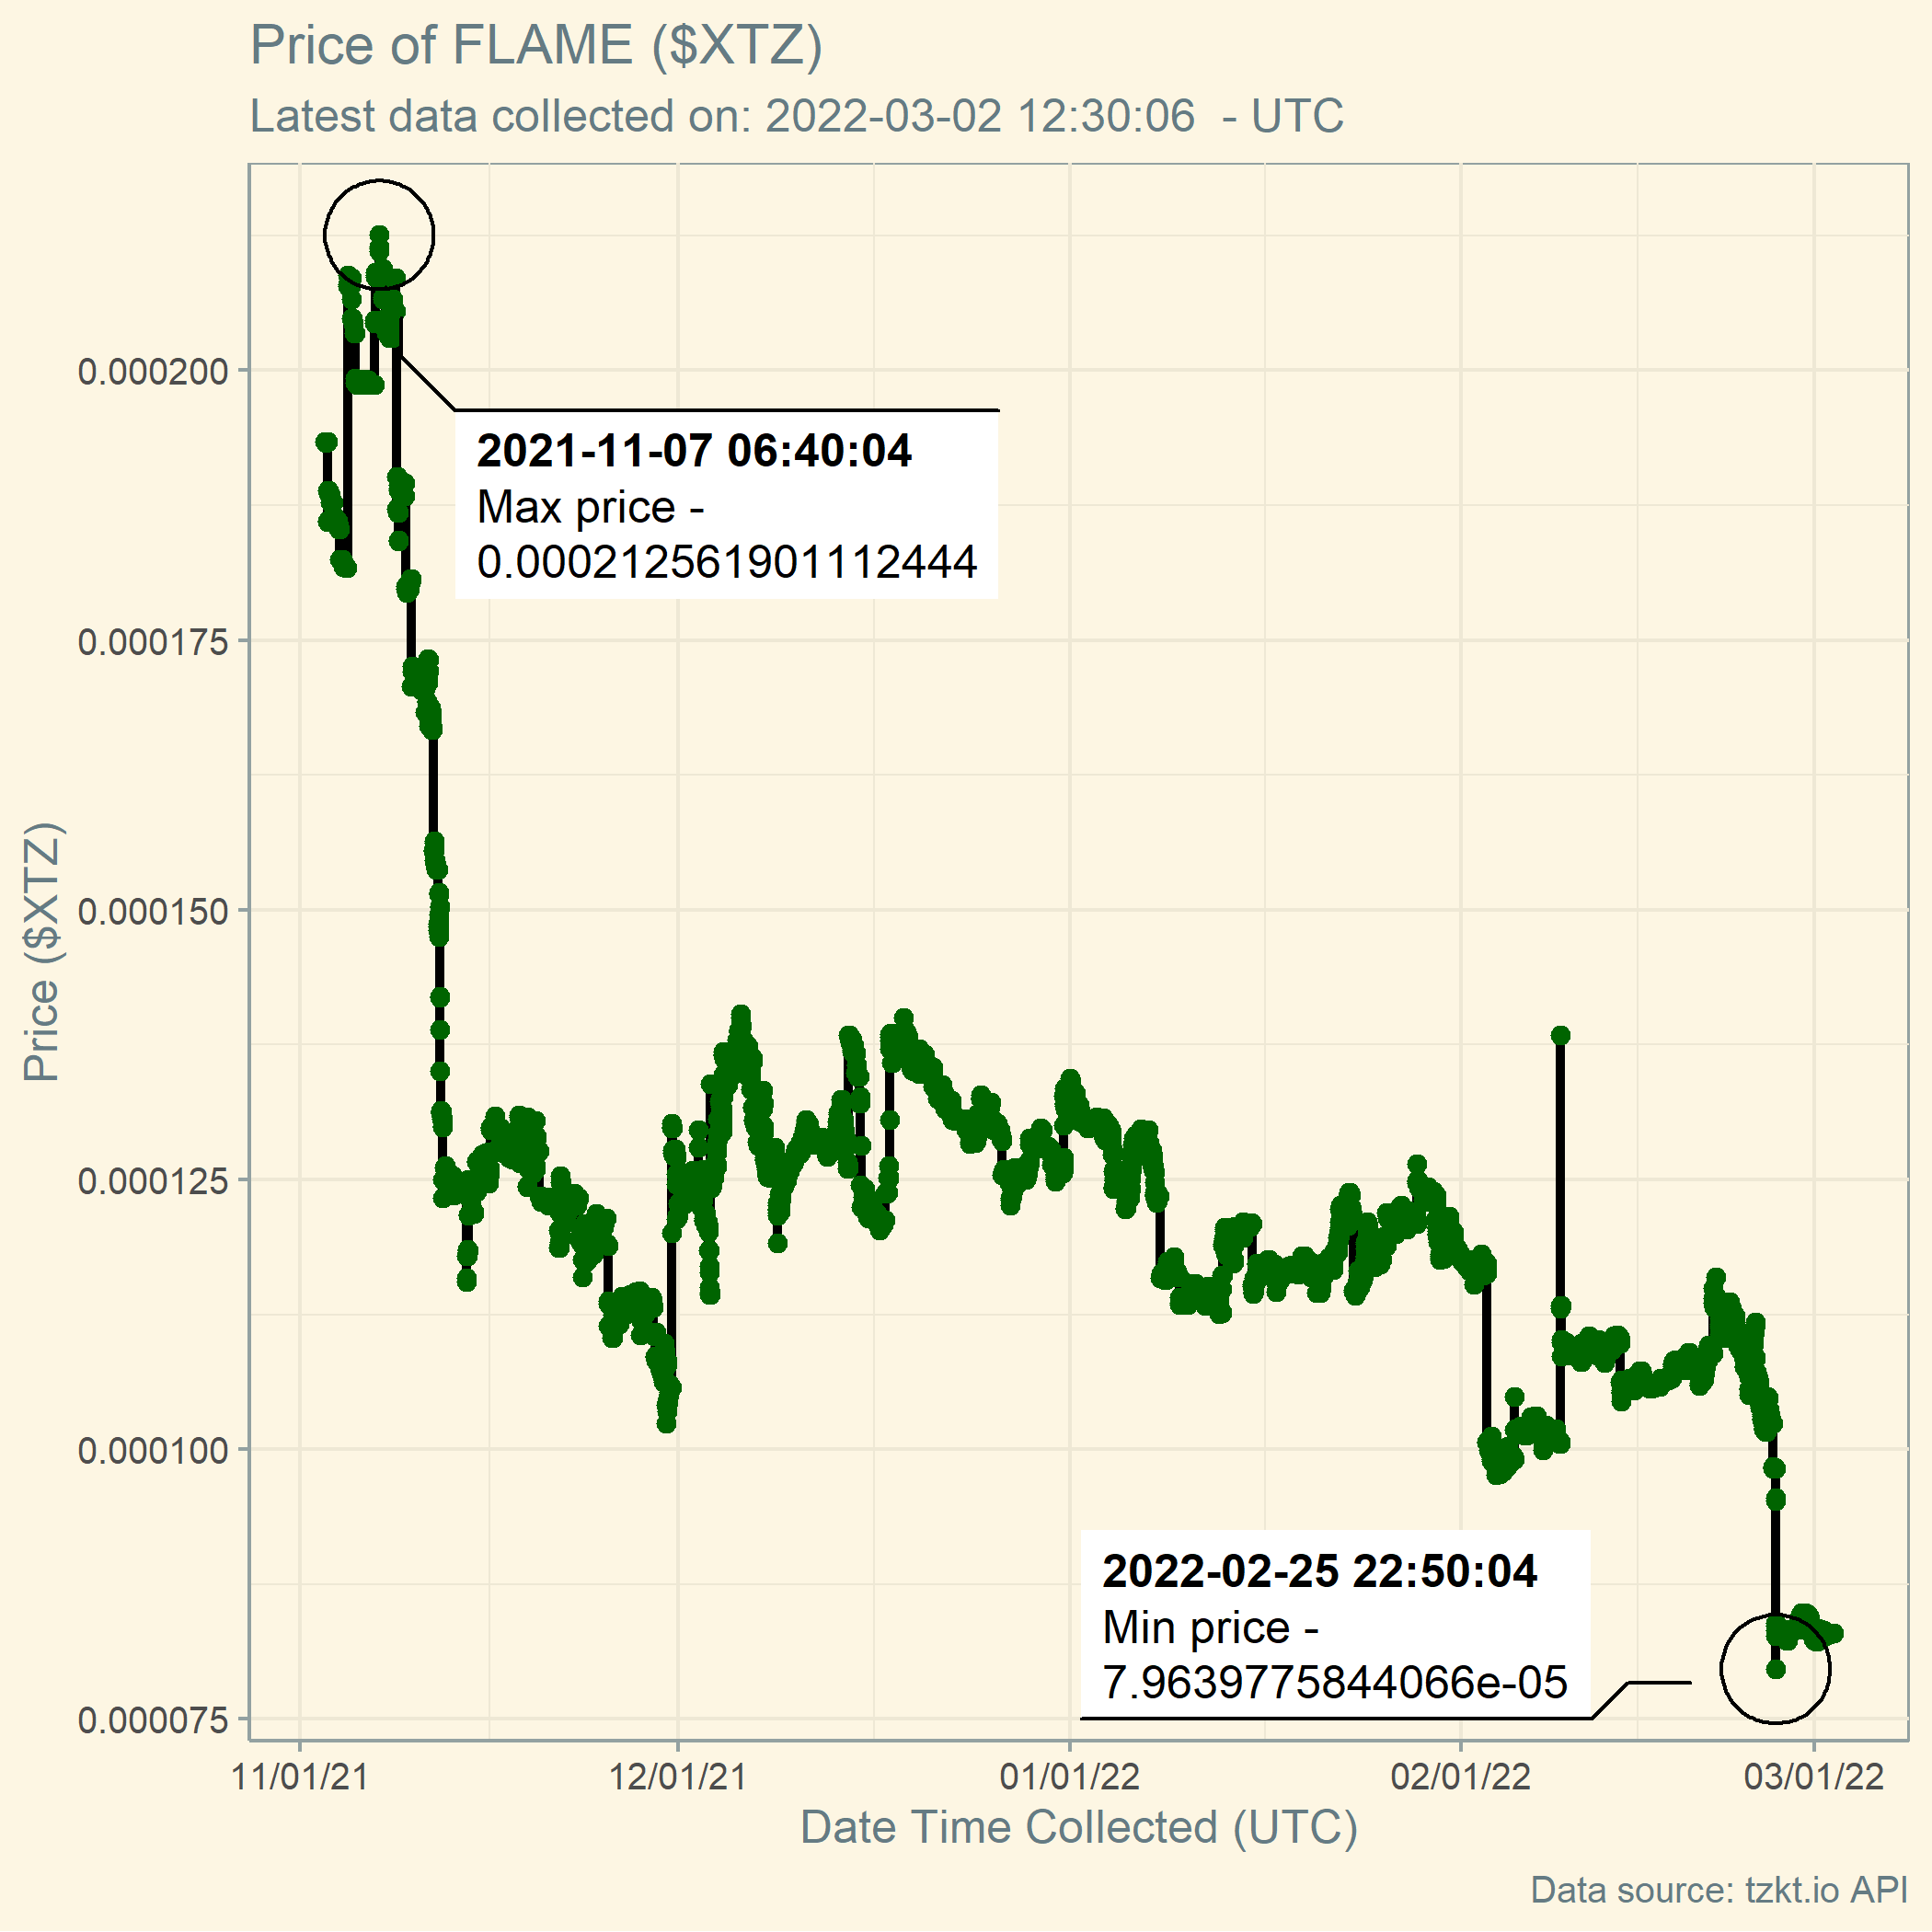 Price of FLAME ($XTZ)
Latest data collected on: 2022-03-02 12:30:06  - UTC
0.000200
0.000175
0.000150
0.000125
0.000100
0.000075
Price ($XTZ)
2021-11-07 06:40:04
Max price -
0.000212561901112444
2022-02-25 22:50:04
Min price -
7.9639775844066e-05
11/01/21
12/01/21
01/01/22
02/01/22
03/01/22
Date Time Collected (UTC)
Data source: tzkt.io API